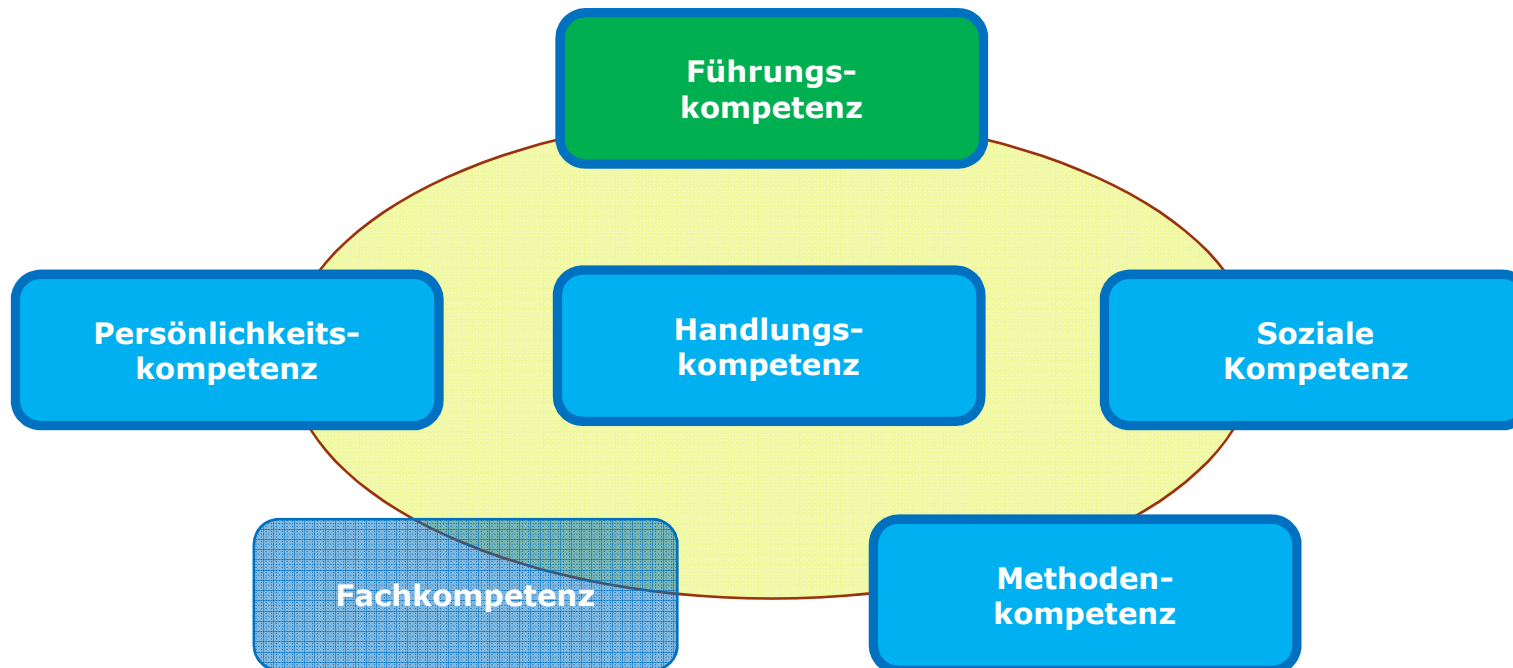 Führungs-
kompetenz
Persönlichkeits-
kompetenz
Handlungs-
kompetenz
Soziale
Kompetenz
Fachkompetenz
Methoden-
kompetenz